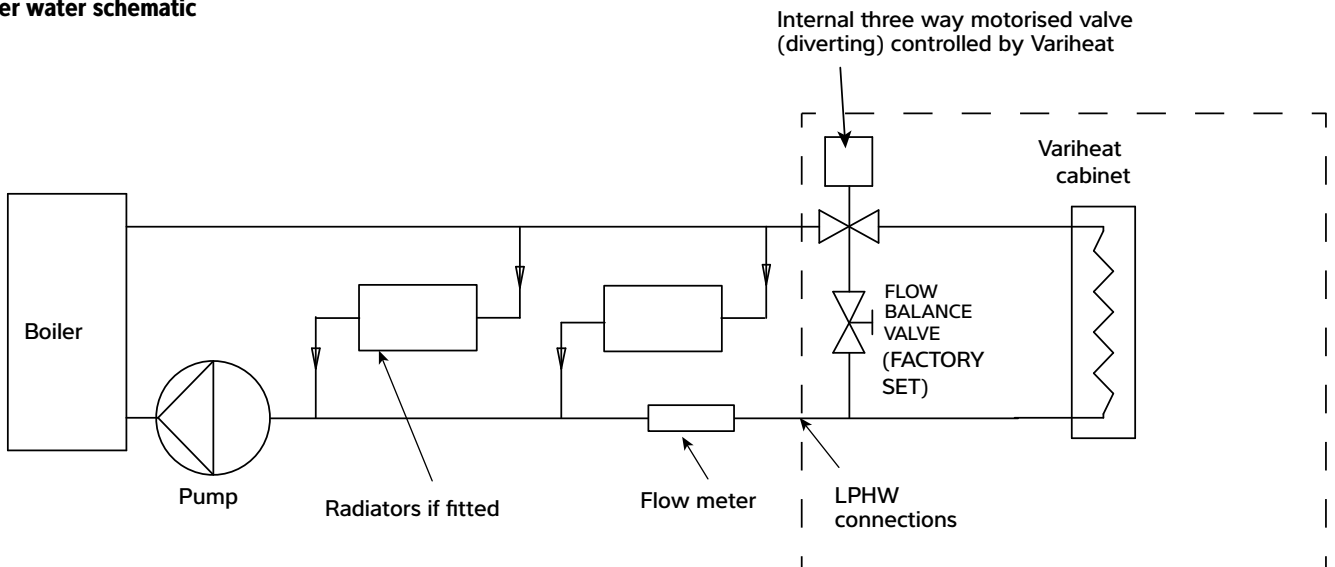 er water schematic
Internal three way motorised valve
(diverting) controlled by Variheat
Variheat
cabinet
Boiler
FLOW
BALANCE
VALVE
(FACTORY
SET)
Pump
Radiators if fitted
Flow meter
LPHW
connections